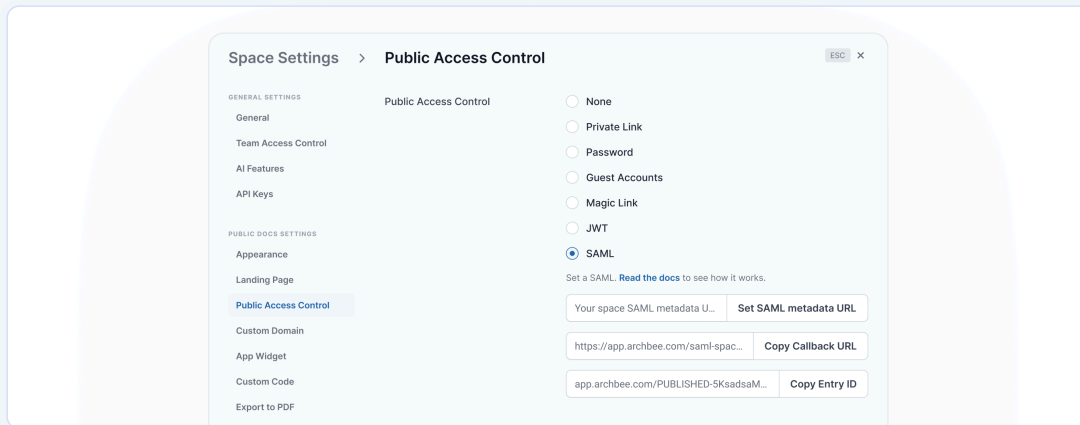 Space Settings > Public Access Control
ESC ×
GENERAL SETTINGS
General
Team Access Control
AI Features
API Keys
PUBLIC DOCS SETTINGS
Appearance
Landing Page
Public Access Control
Custom Domain
App Widget
Custom Code
Export to PDF
Public Access Control
None
Private Link
Password
Guest Accounts
Magic Link
JWT
SAML
Set a SAML. Read the docs to see how it works.
Your space SAML metadata U... Set SAML metadata URL
https://app.archbee.com/saml-spac... Copy Callback URL
app.archbee.com/PUBLISHED-5KsadsaM... Copy Entry ID